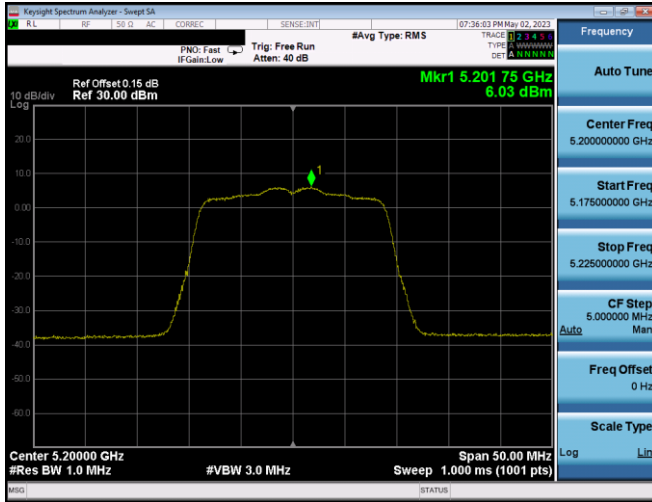 Keysight Spectrum Analyzer - Swept SA
RL RF 50 Ω AC CORREC SENSE:INT 07:36:03 PM May 02, 2023
#Avg Type: RMS
TRACE 1 2 3 4 5 6
TYPE A WWWWW
DET A N N N N N
PNO: Fast
IFGain:Low
Trig: Free Run
Atten: 40 dB
Mkr1 5.201 75 GHz
6.03 dBm
Ref Offset 0.15 dB
Ref 30.00 dBm
10 dB/div
Log
20.0
10.0
0.00
-10.0
-20.0
-30.0
-40.0
-50.0
-60.0
1
Center 5.20000 GHz
Span 50.00 MHz
#Res BW 1.0 MHz
#VBW 3.0 MHz
Sweep 1.000 ms (1001 pts)
MSG
STATUS
Frequency
Auto Tune
Center Freq
5.200000000 GHz
Start Freq
5.175000000 GHz
Stop Freq
5.225000000 GHz
CF Step
5.000000 MHz
Auto Man
Freq Offset
0 Hz
Scale Type
Log Lin